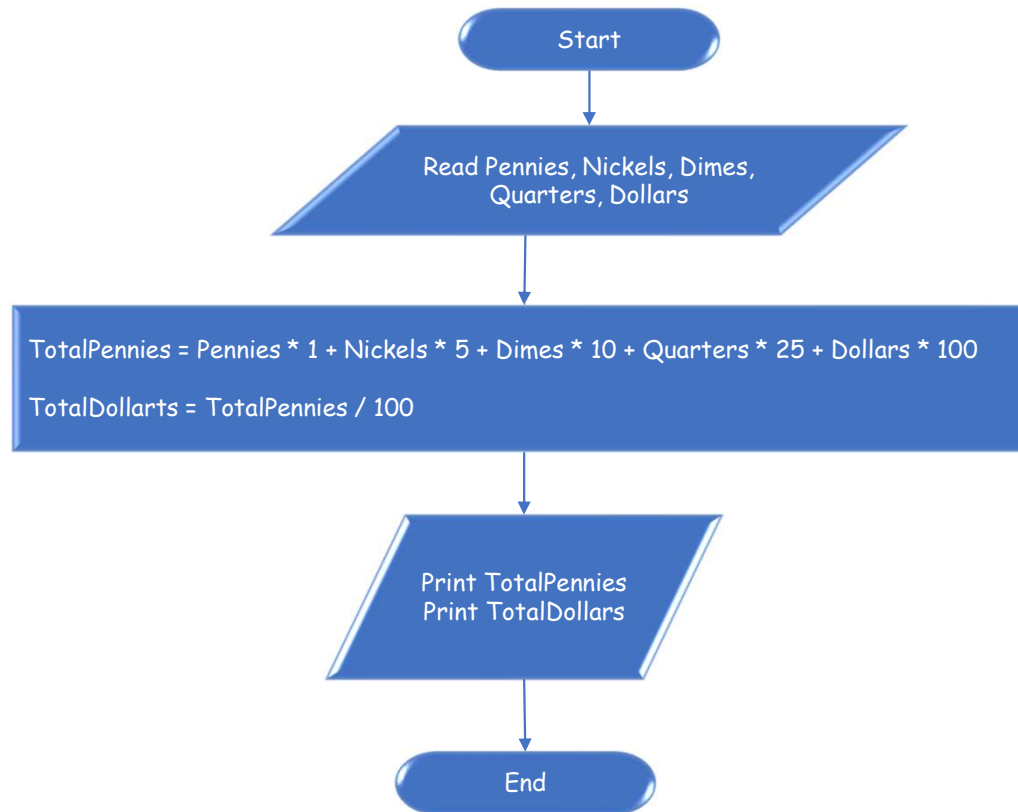 Start
Read Pennies, Nickels, Dimes,
Quarters, Dollars
TotalPennies = Pennies * 1 + Nickels * 5 + Dimes * 10 + Quarters * 25 + Dollars * 100
TotalDollarts = TotalPennies / 100
Print TotalPennies
Print TotalDollars
End